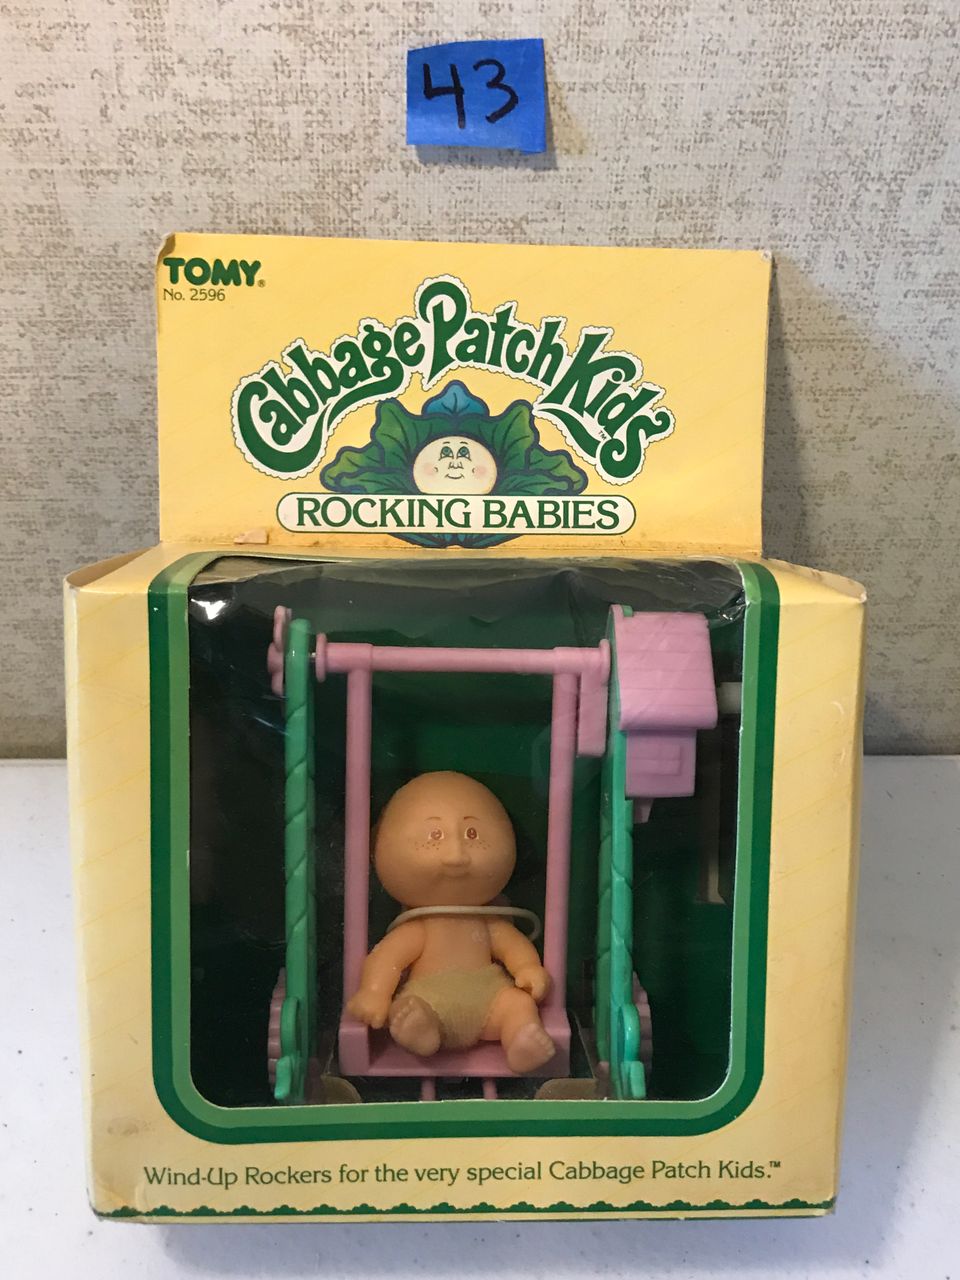 43
TOMY®
No. 2596
Cabbage Patch Kids™
ROCKING BABIES
Wind-Up Rockers for the very special Cabbage Patch Kids.™